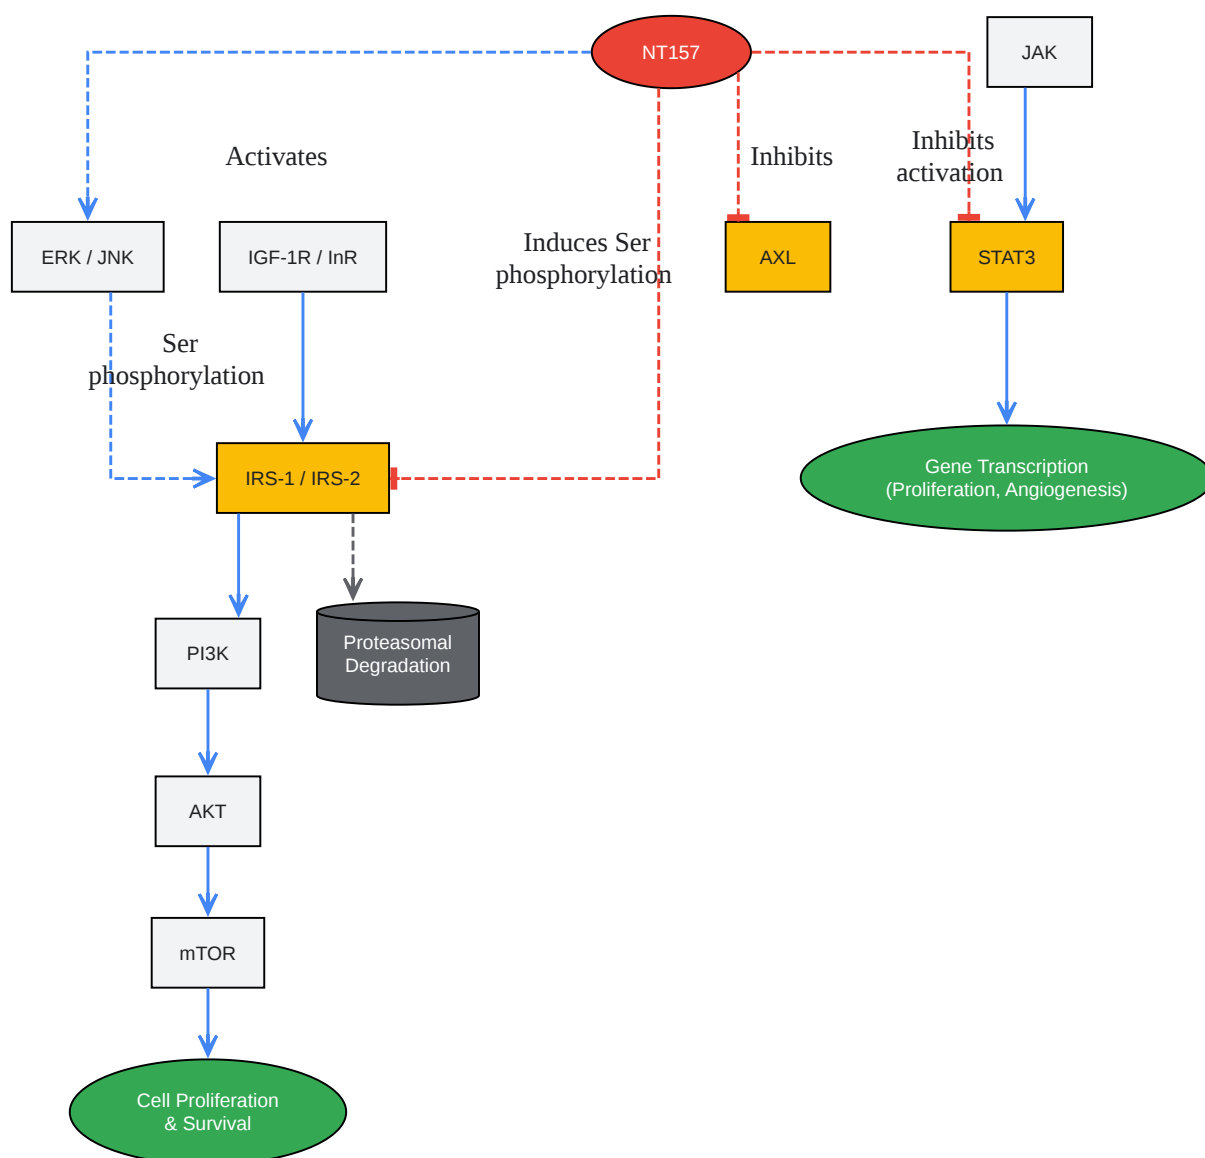 NT157
JAK
Activates
Inhibits
Inhibits
activation
ERK / JNK
IGF-1R / InR
Induces Ser
phosphorylation
AXL
STAT3
Ser
phosphorylation
IRS-1 / IRS-2
Gene Transcription
(Proliferation, Angiogenesis)
PI3K
Proteasomal
Degradation
AKT
mTOR
Cell Proliferation
& Survival